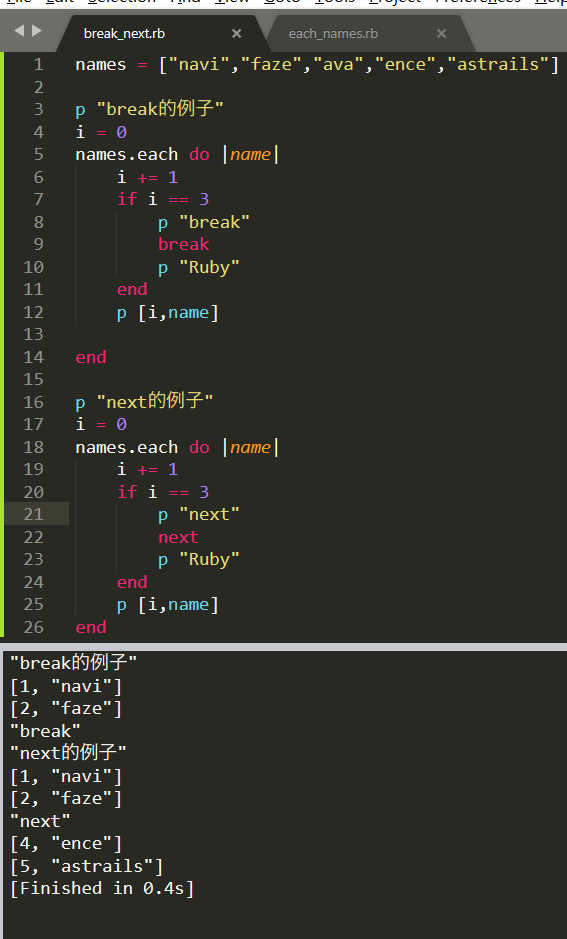 File Edit Selection Find View Goto Tools Project Preferences Help
break_next.rb × each_names.rb ×
1 names = ["navi","faze","ava","ence","astrails"]
2
3 p "break的例子"
4 i = 0
5 names.each do |name|
6 i += 1
7 if i == 3
8 p "break"
9 break
10 p "Ruby"
11 end
12 p [i,name]
13
14 end
15
16 p "next的例子"
17 i = 0
18 names.each do |name|
19 i += 1
20 if i == 3
21 p "next"
22 next
23 p "Ruby"
24 end
25 p [i,name]
26 end
"break的例子"
[1, "navi"]
[2, "faze"]
"break"
"next的例子"
[1, "navi"]
[2, "faze"]
"next"
[4, "ence"]
[5, "astrails"]
[Finished in 0.4s]